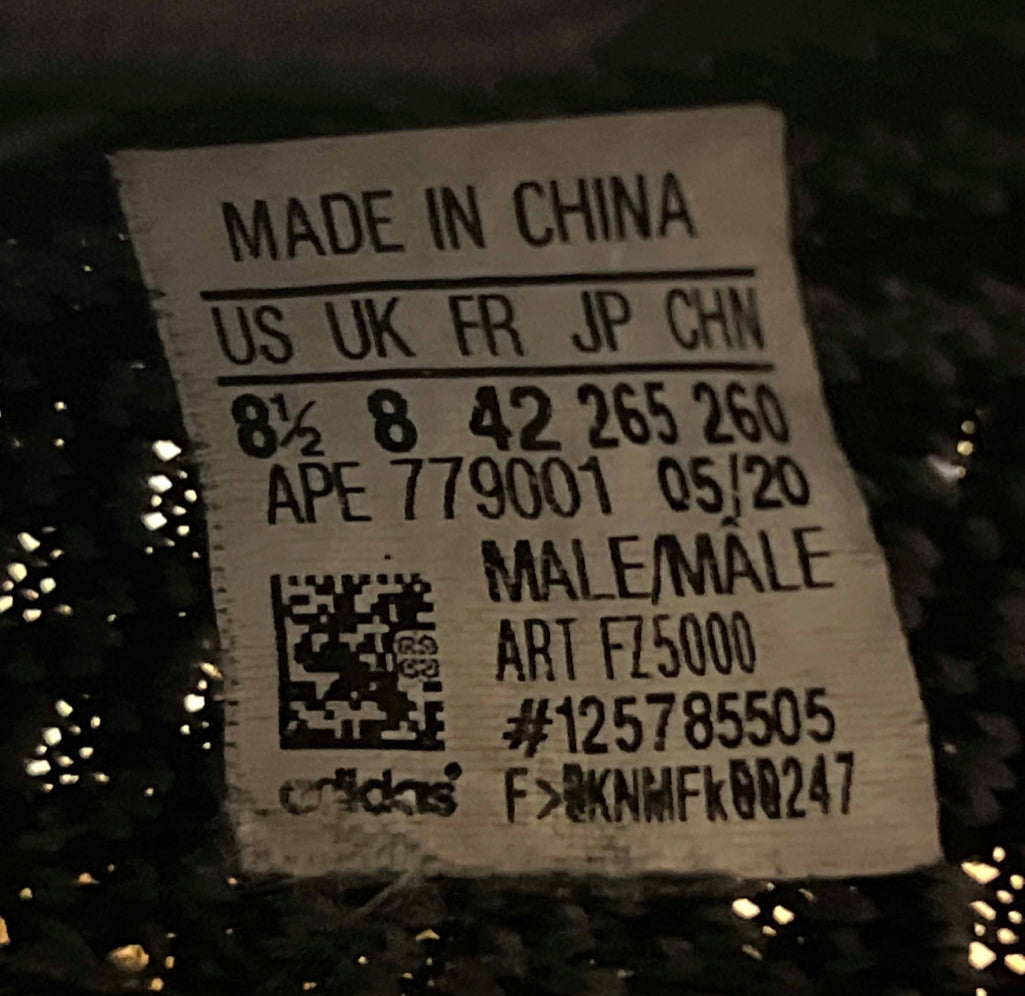 MADE IN CHINA
US UK FR JP CHN
8½ 8 42 265 260
APE 779001 05/20
MALE/MÂLE
ART FZ5000
#125785505
adidas